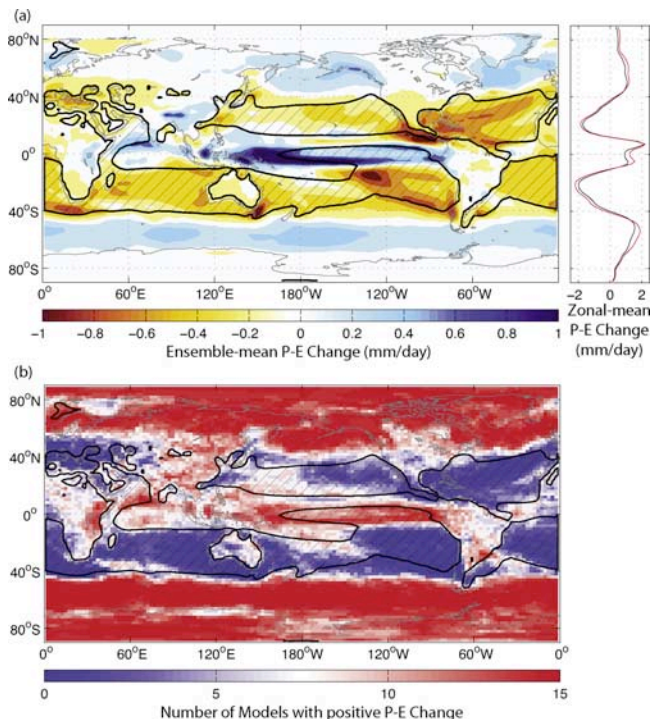 (a)
80°N
40°N
0°
40°S
80°S
0° 60°E 120°E 180°W 120°W 60°W 0°
-1 -0.8 -0.6 -0.4 -0.2 0 0.2 0.4 0.6 0.8 1
Ensemble-mean P-E Change (mm/day)
-2 0 2
Zonal-mean
P-E Change
(mm/day)
(b)
80°N
40°N
0°
40°S
80°S
0° 60°E 120°E 180°W 120°W 60°W 0°
0 5 10 15
Number of Models with positive P-E Change